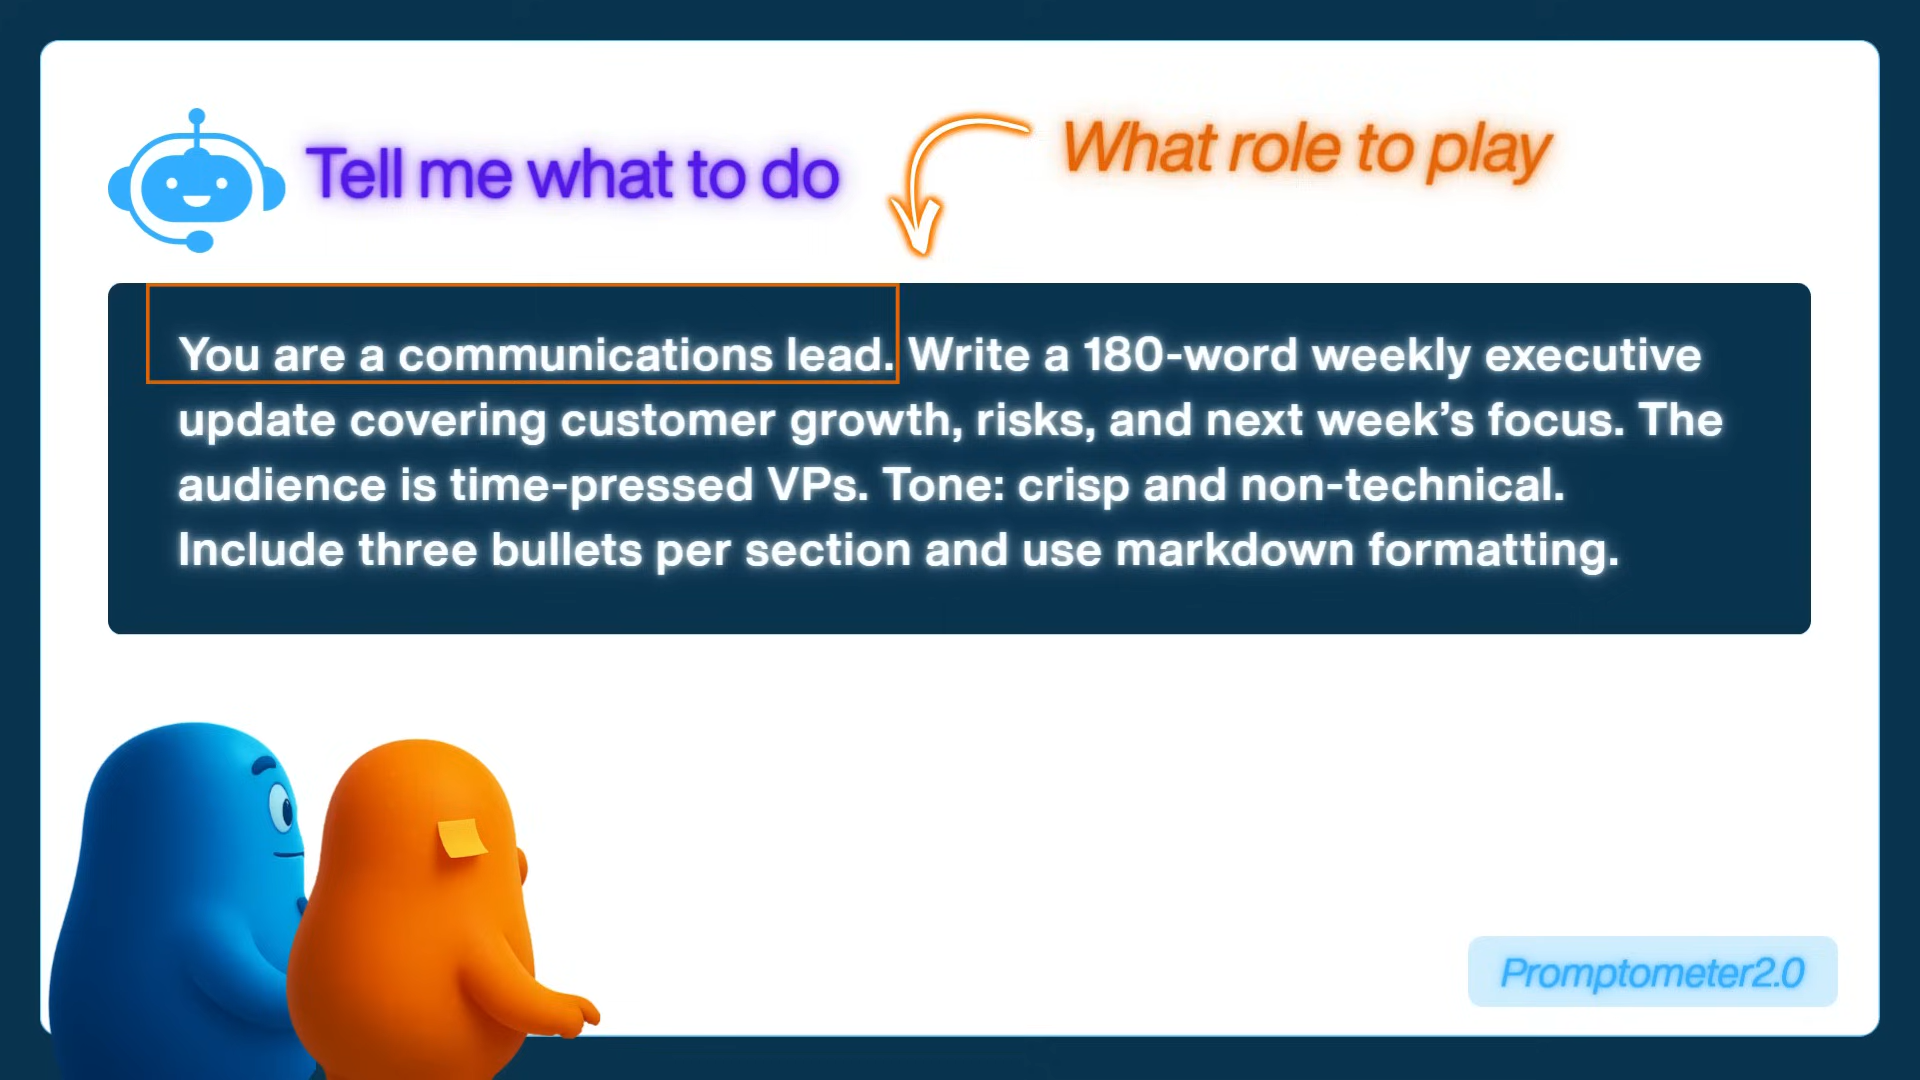 Tell me what to do
What role to play
You are a communications lead. Write a 180-word weekly executive
update covering customer growth, risks, and next week’s focus. The
audience is time-pressed VPs. Tone: crisp and non-technical.
Include three bullets per section and use markdown formatting.
Promptometer2.0